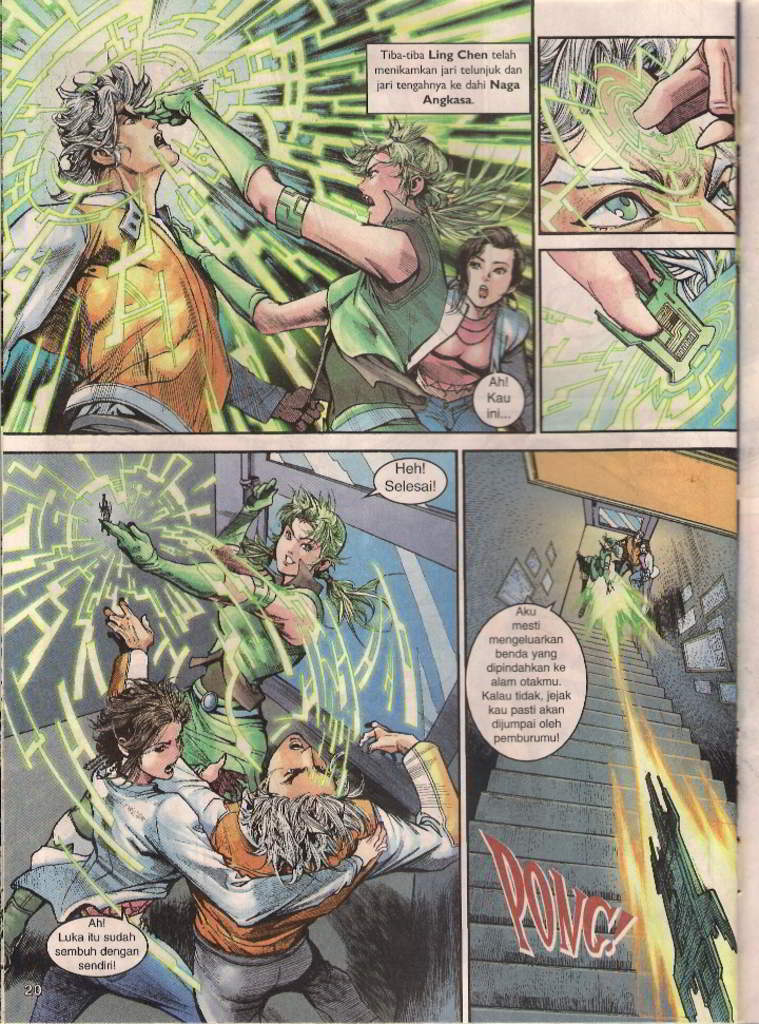 Tiba-tiba Ling Chen telah
menikamkan jari telunjuk dan
jari tengahnya ke dahi Naga
Angkasa.
Ah!
Kau
ini...
Heh!
Selesai!
Ah!
Luka itu sudah
sembuh dengan
sendiri!
Aku
mesti
mengeluarkan
benda yang
dipindahkan ke
alam otakmu.
Kalau tidak, jejak
kau pasti akan
dijumpai oleh
pemburumu!
PONG!
20